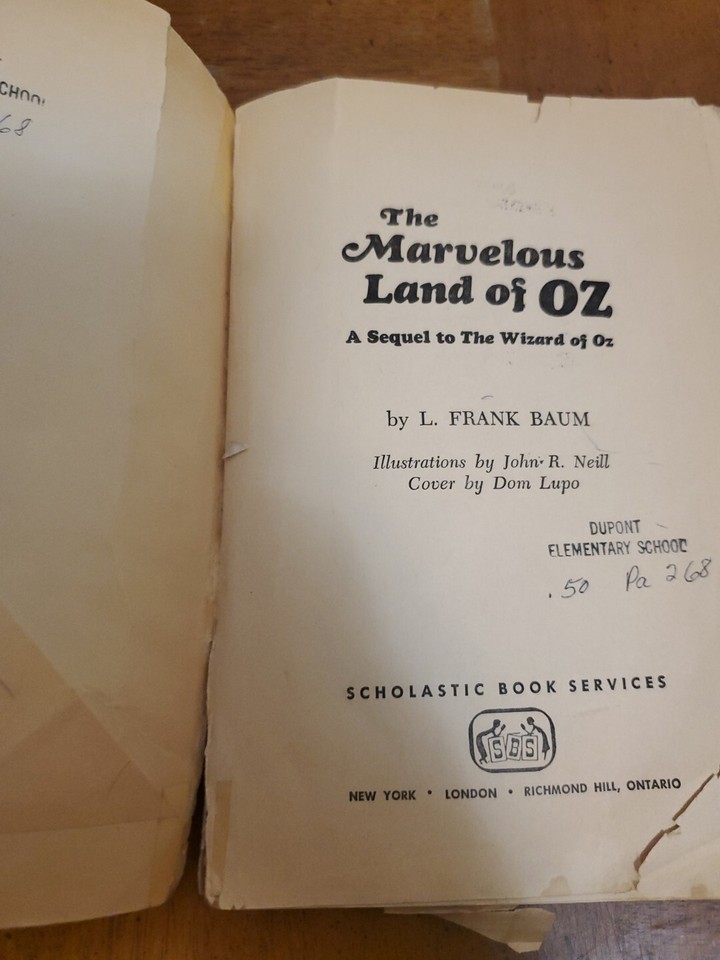 CHOOL
68
The
Marvelous
Land of OZ
A Sequel to The Wizard of Oz
by L. FRANK BAUM
Illustrations by John R. Neill
Cover by Dom Lupo
DUPONT
ELEMENTARY SCHOOL
.50 Pa 268
SCHOLASTIC BOOK SERVICES
SBS
NEW YORK • LONDON • RICHMOND HILL, ONTARIO